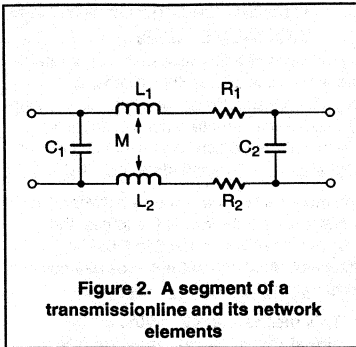 L1 R1
C1 M C2
L2 R2
Figure 2. A segment of a
transmissionline and its network
elements